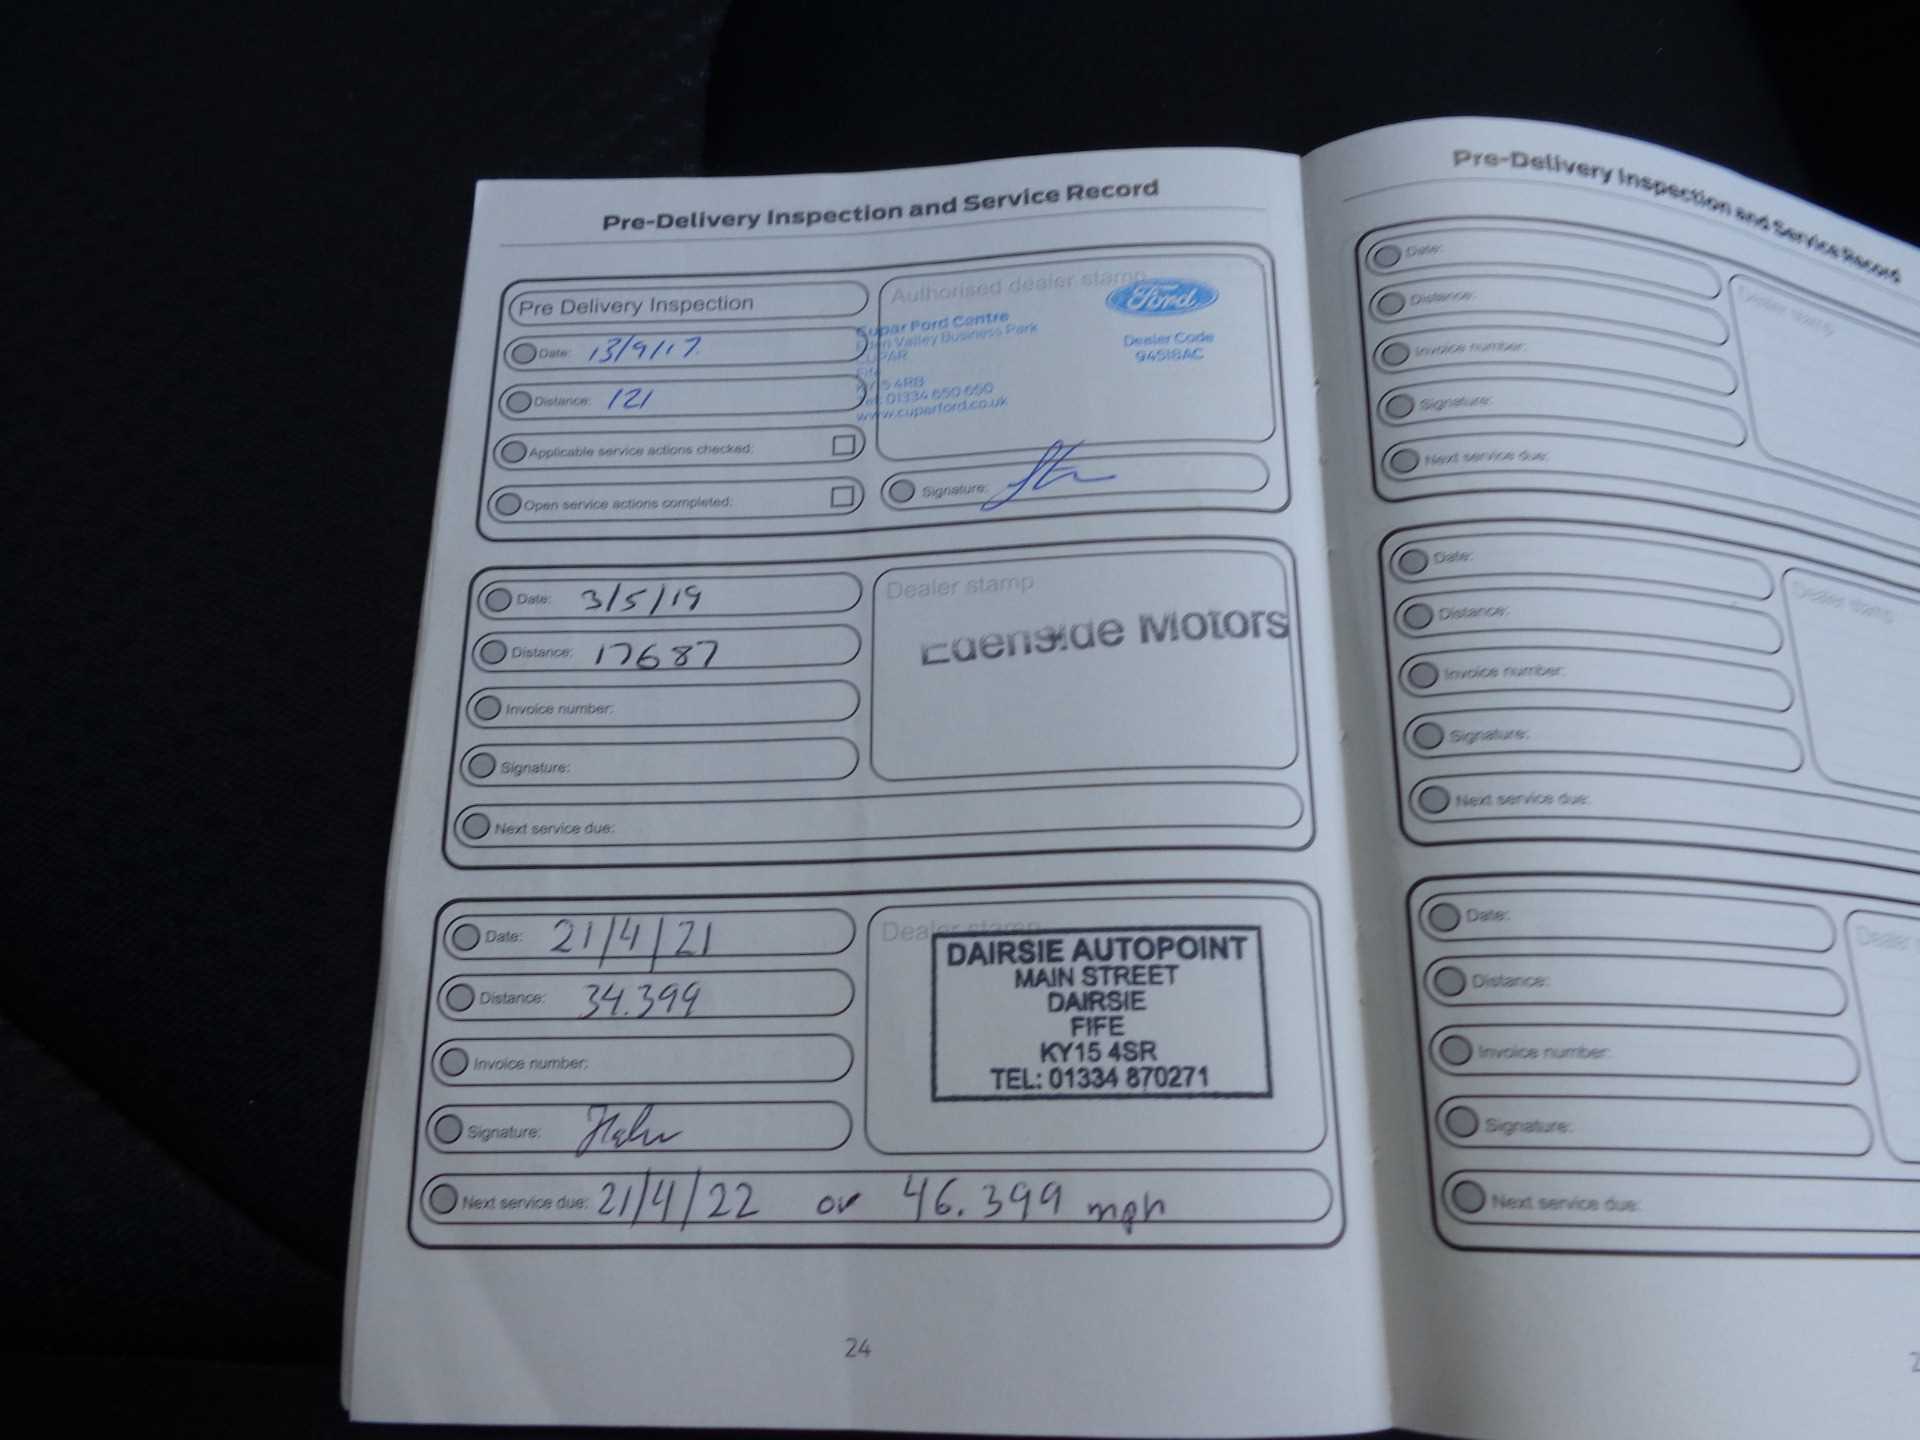 Pre-Delivery Inspection and Service Record
Pre Delivery Inspection
Date: 13/9/17
Distance: 121
Applicable service actions checked:
Open service actions completed:
Authorised dealer stamp
Ford
Cupar Ford Centre
Eden Valley Business Park
CUPAR
Fife
KY15 4RB
Tel: 01334 650 650
www.cuparford.co.uk
Dealer Code
94518AC
Signature:
Date: 3/5/19
Distance: 17687
Invoice number:
Signature:
Next service due:
Dealer stamp
Edenside Motors
Date: 21/4/21
Distance: 34.399
Invoice number:
Signature:
Next service due: 21/4/22 or 46.399 mph
Dealer stamp
DAIRSIE AUTOPOINT
MAIN STREET
DAIRSIE
FIFE
KY15 4SR
TEL: 01334 870271
24
Pre-Delivery Inspection and Service Record
Date:
Distance:
Invoice number:
Signature:
Next service due:
Dealer stamp
Date:
Distance:
Invoice number:
Signature:
Next service due:
Dealer stamp
Date:
Distance:
Invoice number:
Signature:
Next service due:
Dealer